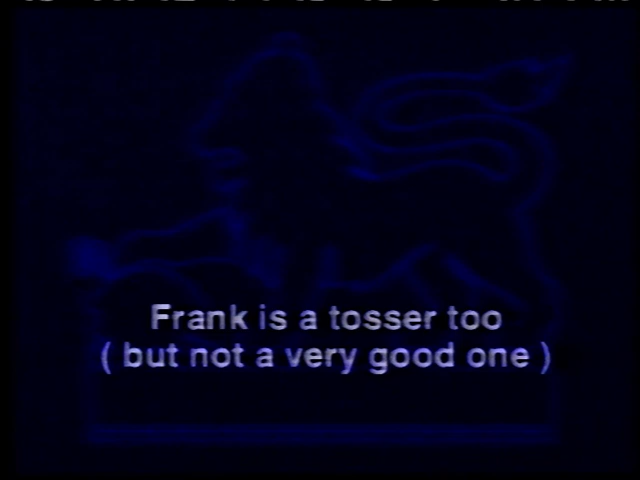 Frank is a tosser too
( but not a very good one )